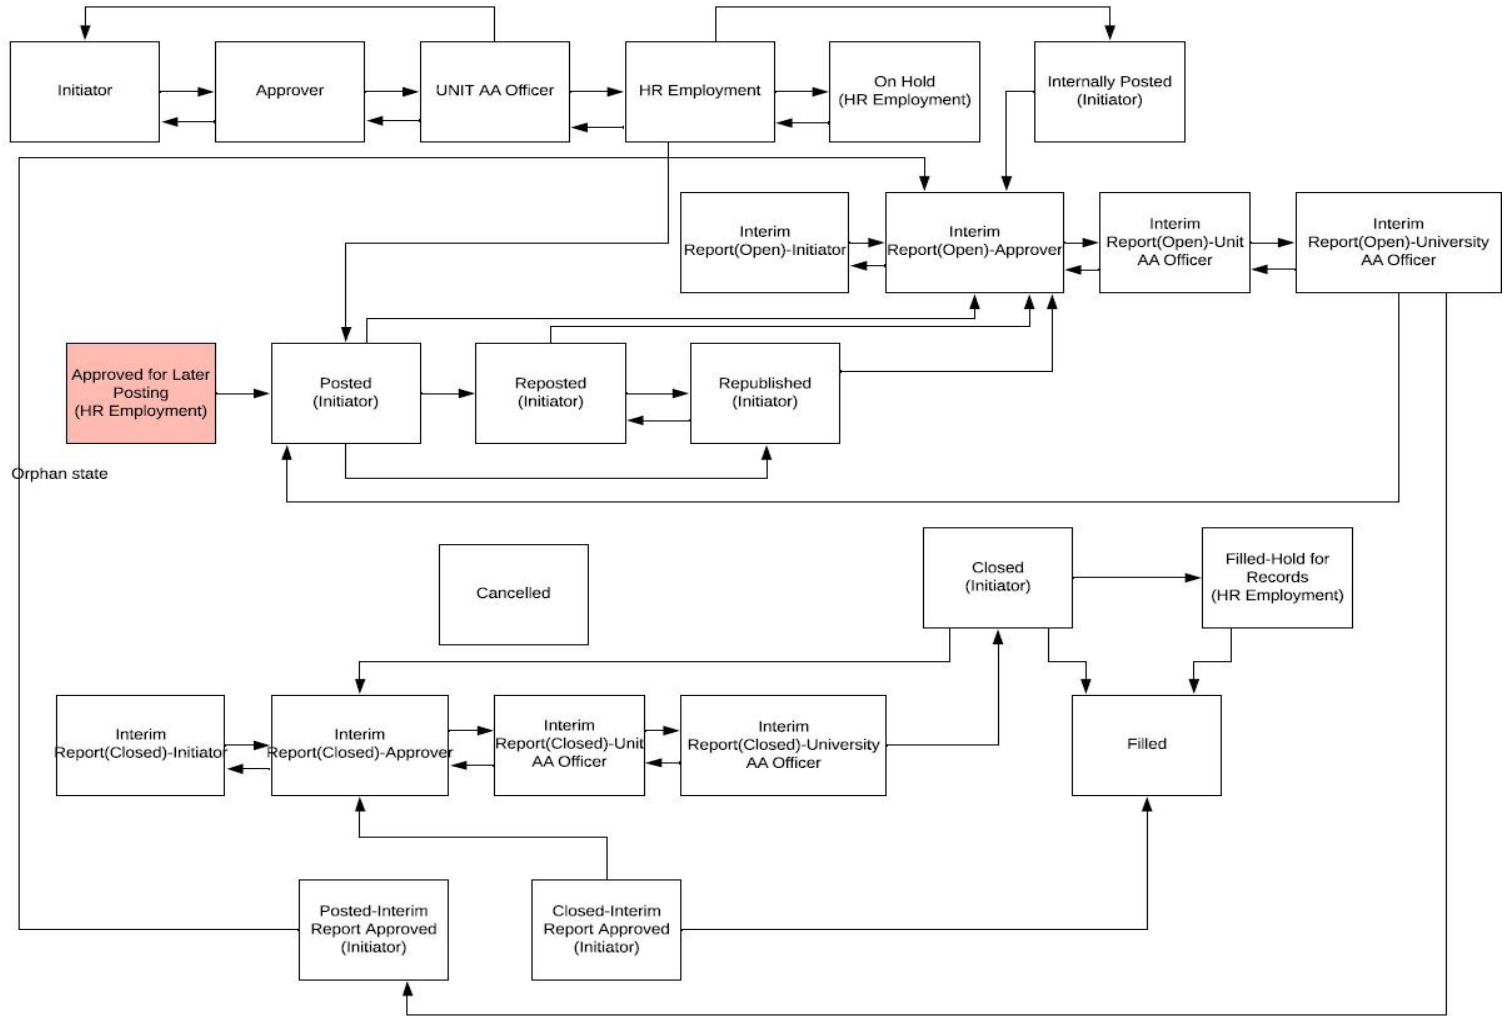 Initiator
Approver
UNIT AA Officer
HR Employment
On Hold
(HR Employment)
Internally Posted
(Initiator)
Interim
Report(Open)-Initiator
Interim
Report(Open)-Approver
Interim
Report(Open)-Unit
AA Officer
Interim
Report(Open)-University
AA Officer
Approved for Later
Posting
(HR Employment)
Posted
(Initiator)
Reposted
(Initiator)
Republished
(Initiator)
Orphan state
Cancelled
Closed
(Initiator)
Filled-Hold for
Records
(HR Employment)
Interim
Report(Closed)-Initiator
Interim
Report(Closed)-Approver
Interim
Report(Closed)-Unit
AA Officer
Interim
Report(Closed)-University
AA Officer
Filled
Posted-Interim
Report Approved
(Initiator)
Closed-Interim
Report Approved
(Initiator)